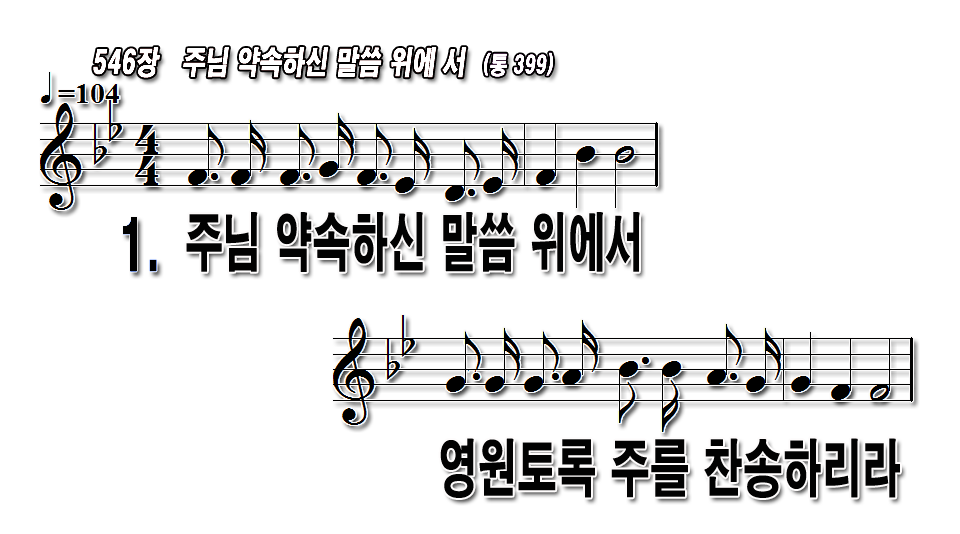 546장 주님 약속하신 말씀 위에 서 (통 399)
♩=104
4
4
1. 주님 약속하신 말씀 위에서
영원토록 주를 찬송하리라